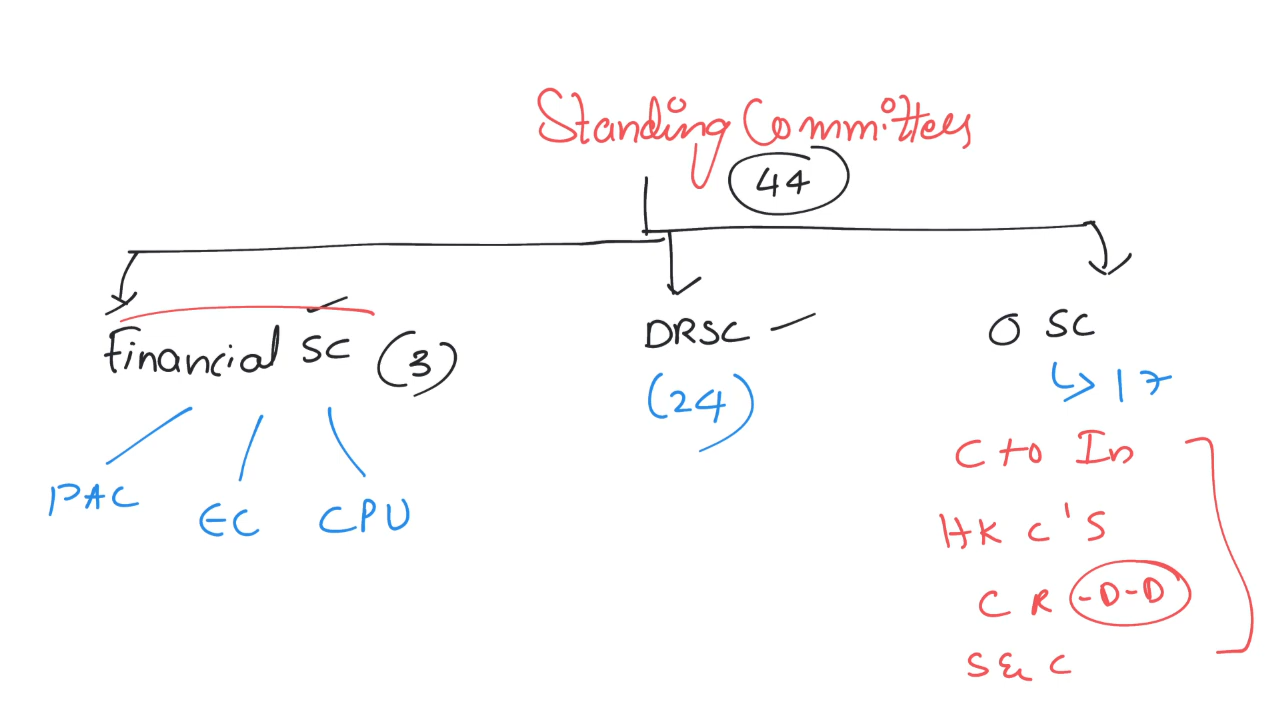 Standing Committees
44
Financial SC (3)
DRSC
O SC
(24)
17
PAC
EC
CPU
C to In
HK C's
C R -D-D
S & C